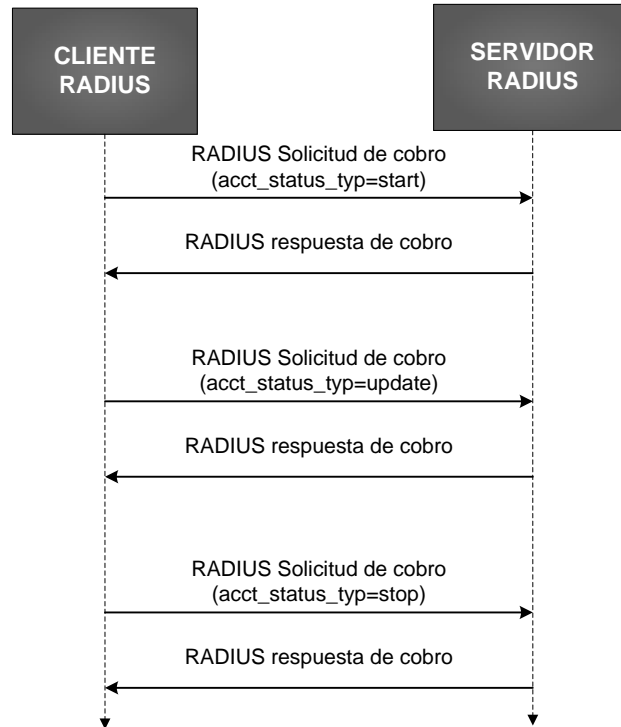 CLIENTE
RADIUS
SERVIDOR
RADIUS
RADIUS Solicitud de cobro
(acct_status_typ=start)
RADIUS respuesta de cobro
RADIUS Solicitud de cobro
(acct_status_typ=update)
RADIUS respuesta de cobro
RADIUS Solicitud de cobro
(acct_status_typ=stop)
RADIUS respuesta de cobro